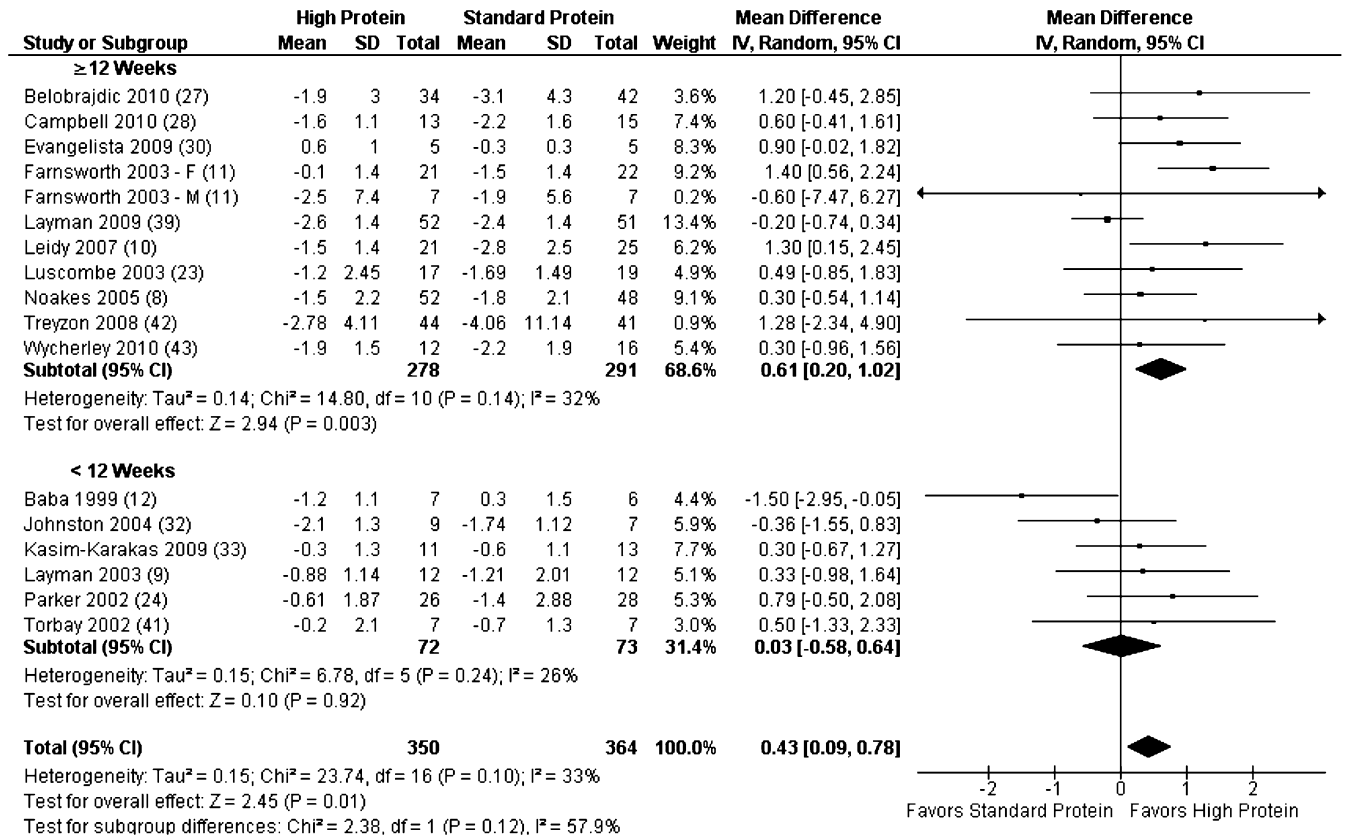 High Protein Standard Protein Mean Difference Mean Difference
Study or Subgroup Mean SD Total Mean SD Total Weight IV, Random, 95% CI IV, Random, 95% CI
≥12 Weeks
Belobrajdic 2010 (27) -1.9 3 34 -3.1 4.3 42 3.6% 1.20 [-0.45, 2.85]
Campbell 2010 (28) -1.6 1.1 13 -2.2 1.6 15 7.4% 0.60 [-0.41, 1.61]
Evangelista 2009 (30) 0.6 1 5 -0.3 0.3 5 8.3% 0.90 [-0.02, 1.82]
Farnsworth 2003 - F (11) -0.1 1.4 21 -1.5 1.4 22 9.2% 1.40 [0.56, 2.24]
Farnsworth 2003 - M (11) -2.5 7.4 7 -1.9 5.6 7 0.2% -0.60 [-7.47, 6.27]
Layman 2009 (39) -2.6 1.4 52 -2.4 1.4 51 13.4% -0.20 [-0.74, 0.34]
Leidy 2007 (10) -1.5 1.4 21 -2.8 2.5 25 6.2% 1.30 [0.15, 2.45]
Luscombe 2003 (23) -1.2 2.45 17 -1.69 1.49 19 4.9% 0.49 [-0.85, 1.83]
Noakes 2005 (8) -1.5 2.2 52 -1.8 2.1 48 9.1% 0.30 [-0.54, 1.14]
Treyzon 2008 (42) -2.78 4.11 44 -4.06 11.14 41 0.9% 1.28 [-2.34, 4.90]
Wycherley 2010 (43) -1.9 1.5 12 -2.2 1.9 16 5.4% 0.30 [-0.96, 1.56]
Subtotal (95% CI) 278 291 68.6% 0.61 [0.20, 1.02]
Heterogeneity: Tau² = 0.14; Chi² = 14.80, df = 10 (P = 0.14); I² = 32%
Test for overall effect: Z = 2.94 (P = 0.003)
< 12 Weeks
Baba 1999 (12) -1.2 1.1 7 0.3 1.5 6 4.4% -1.50 [-2.95, -0.05]
Johnston 2004 (32) -2.1 1.3 9 -1.74 1.12 7 5.9% -0.36 [-1.55, 0.83]
Kasim-Karakas 2009 (33) -0.3 1.3 11 -0.6 1.1 13 7.7% 0.30 [-0.67, 1.27]
Layman 2003 (9) -0.88 1.14 12 -1.21 2.01 12 5.1% 0.33 [-0.98, 1.64]
Parker 2002 (24) -0.61 1.87 26 -1.4 2.88 28 5.3% 0.79 [-0.50, 2.08]
Torbay 2002 (41) -0.2 2.1 7 -0.7 1.3 7 3.0% 0.50 [-1.33, 2.33]
Subtotal (95% CI) 72 73 31.4% 0.03 [-0.58, 0.64]
Heterogeneity: Tau² = 0.15; Chi² = 6.78, df = 5 (P = 0.24); I² = 26%
Test for overall effect: Z = 0.10 (P = 0.92)
Total (95% CI) 350 364 100.0% 0.43 [0.09, 0.78]
Heterogeneity: Tau² = 0.15; Chi² = 23.74, df = 16 (P = 0.10); I² = 33%
Test for overall effect: Z = 2.45 (P = 0.01)
Test for subgroup differences: Chi² = 2.38, df = 1 (P = 0.12), I² = 57.9%
-2 -1 0 1 2
Favors Standard Protein Favors High Protein